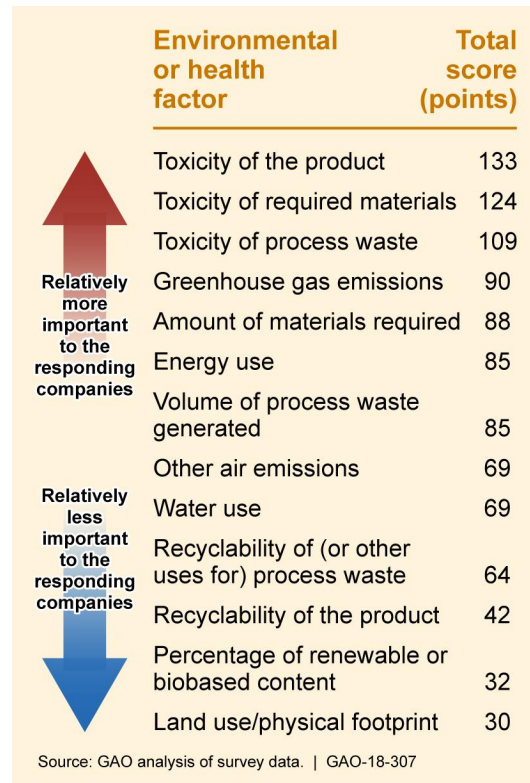 Environmental Total
or health score
factor (points)
Toxicity of the product 133
Toxicity of required materials 124
Toxicity of process waste 109
Greenhouse gas emissions 90
Relatively
more
important
to the
responding
companies
Amount of materials required 88
Energy use 85
Volume of process waste
generated 85
Other air emissions 69
Relatively
less
important
to the
responding
companies
Water use 69
Recyclability of (or other
uses for) process waste 64
Recyclability of the product 42
Percentage of renewable or
biobased content 32
Land use/physical footprint 30
Source: GAO analysis of survey data. | GAO-18-307